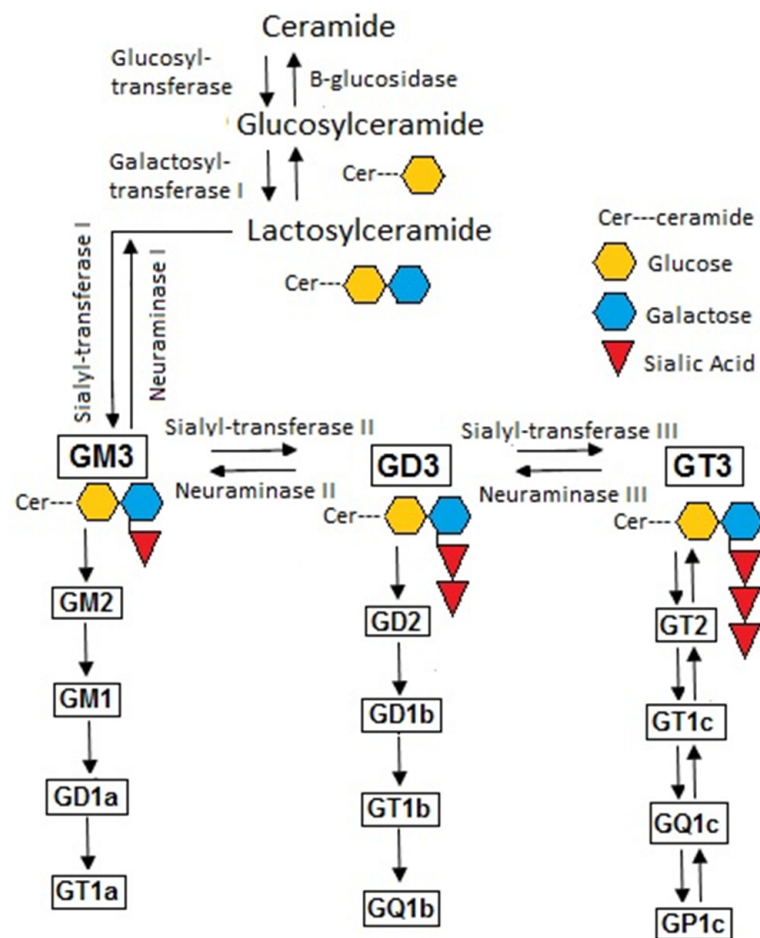 Ceramide
Glucosyl-
transferase
B-glucosidase
Glucosylceramide
Galactosyl-
transferase I
Cer---
Lactosylceramide
Cer---
Cer---ceramide
Glucose
Galactose
Sialic Acid
Sialyl-transferase I
Neuraminase I
GM3
Sialyl-transferase II
Neuraminase II
GD3
Sialyl-transferase III
Neuraminase III
GT3
Cer---
Cer---
Cer---
GM2
GD2
GT2
GM1
GD1b
GT1c
GD1a
GT1b
GQ1c
GT1a
GQ1b
GP1c